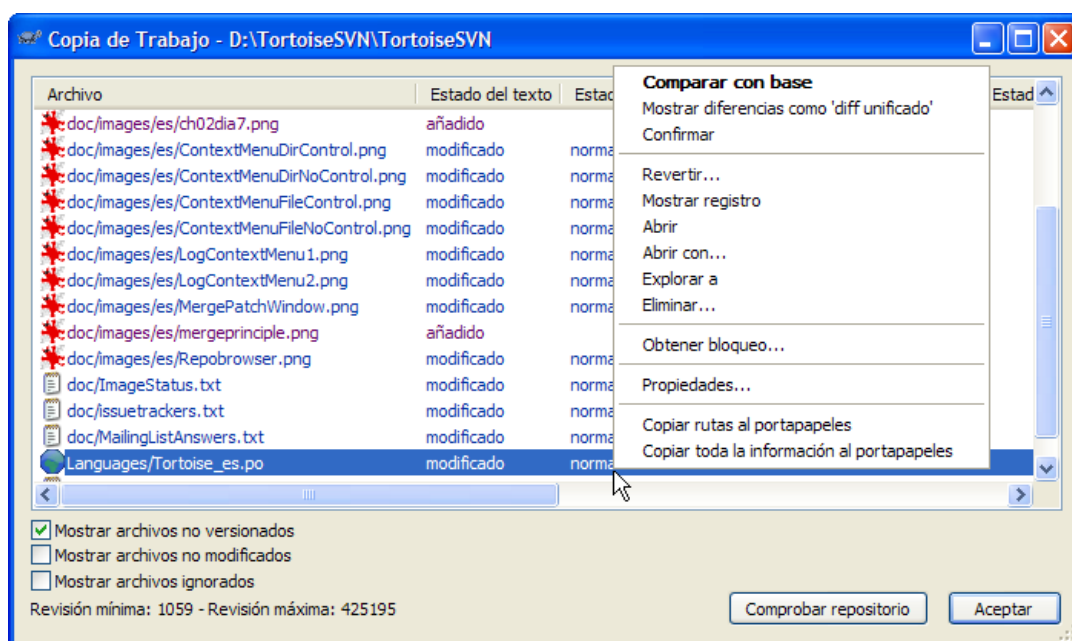 Copia de Trabajo - D:\TortoiseSVN\TortoiseSVN
Archivo Estado del texto Estad Estad
doc/images/es/ch02dia7.png añadido
doc/images/es/ContextMenuDirControl.png modificado norma
doc/images/es/ContextMenuDirNoControl.png modificado norma
doc/images/es/ContextMenuFileControl.png modificado norma
doc/images/es/ContextMenuFileNoControl.png modificado norma
doc/images/es/LogContextMenu1.png modificado norma
doc/images/es/LogContextMenu2.png modificado norma
doc/images/es/MergePatchWindow.png modificado norma
doc/images/es/mergeprinciple.png añadido
doc/images/es/Repobrowser.png modificado norma
doc/ImageStatus.txt modificado norma
doc/issuetrackers.txt modificado norma
doc/MailingListAnswers.txt modificado norma
Languages/Tortoise_es.po modificado norma
Comparar con base
Mostrar diferencias como 'diff unificado'
Confirmar
Revertir...
Mostrar registro
Abrir
Abrir con...
Explorar a
Eliminar...
Obtener bloqueo...
Propiedades...
Copiar rutas al portapapeles
Copiar toda la información al portapapeles
Mostrar archivos no versionados
Mostrar archivos no modificados
Mostrar archivos ignorados
Revisión mínima: 1059 - Revisión máxima: 425195
Comprobar repositorio
Aceptar